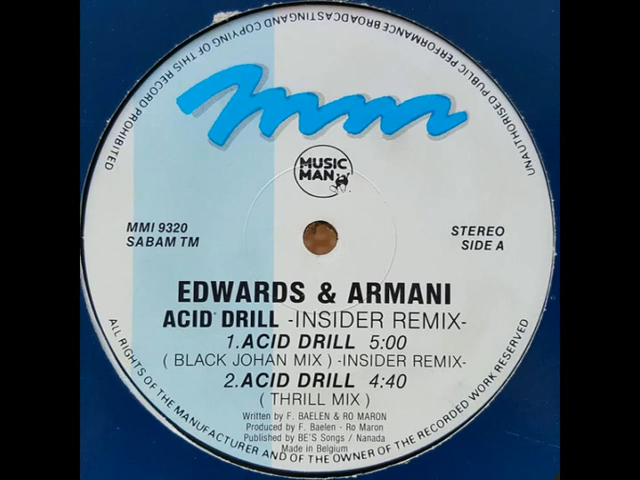 UNAUTHORISED PUBLIC PERFORMANCE BROADCASTING AND COPYING OF THIS RECORD PROHIBITED
mm
MUSIC
MAN
MMI 9320
SABAM TM
STEREO
SIDE A
EDWARDS & ARMANI
ACID DRILL -INSIDER REMIX-
1.ACID DRILL 5:00
( BLACK JOHAN MIX ) -INSIDER REMIX-
2.ACID DRILL 4:40
( THRILL MIX )
Written by F. BAELEN & RO MARON
Produced by F. Baelen - Ro Maron
Published by BE'S Songs / Nanada
Made in Belgium
ALL RIGHTS OF THE MANUFACTURER AND OF THE OWNER OF THE RECORDED WORK RESERVED